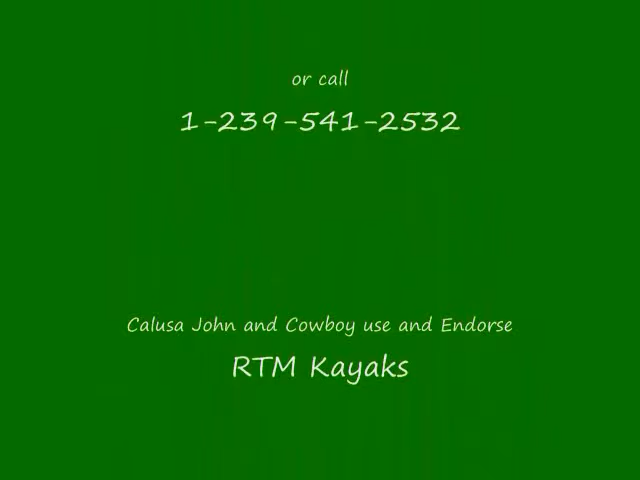 or call
1-239-541-2532
Calusa John and Cowboy use and Endorse
RTM Kayaks